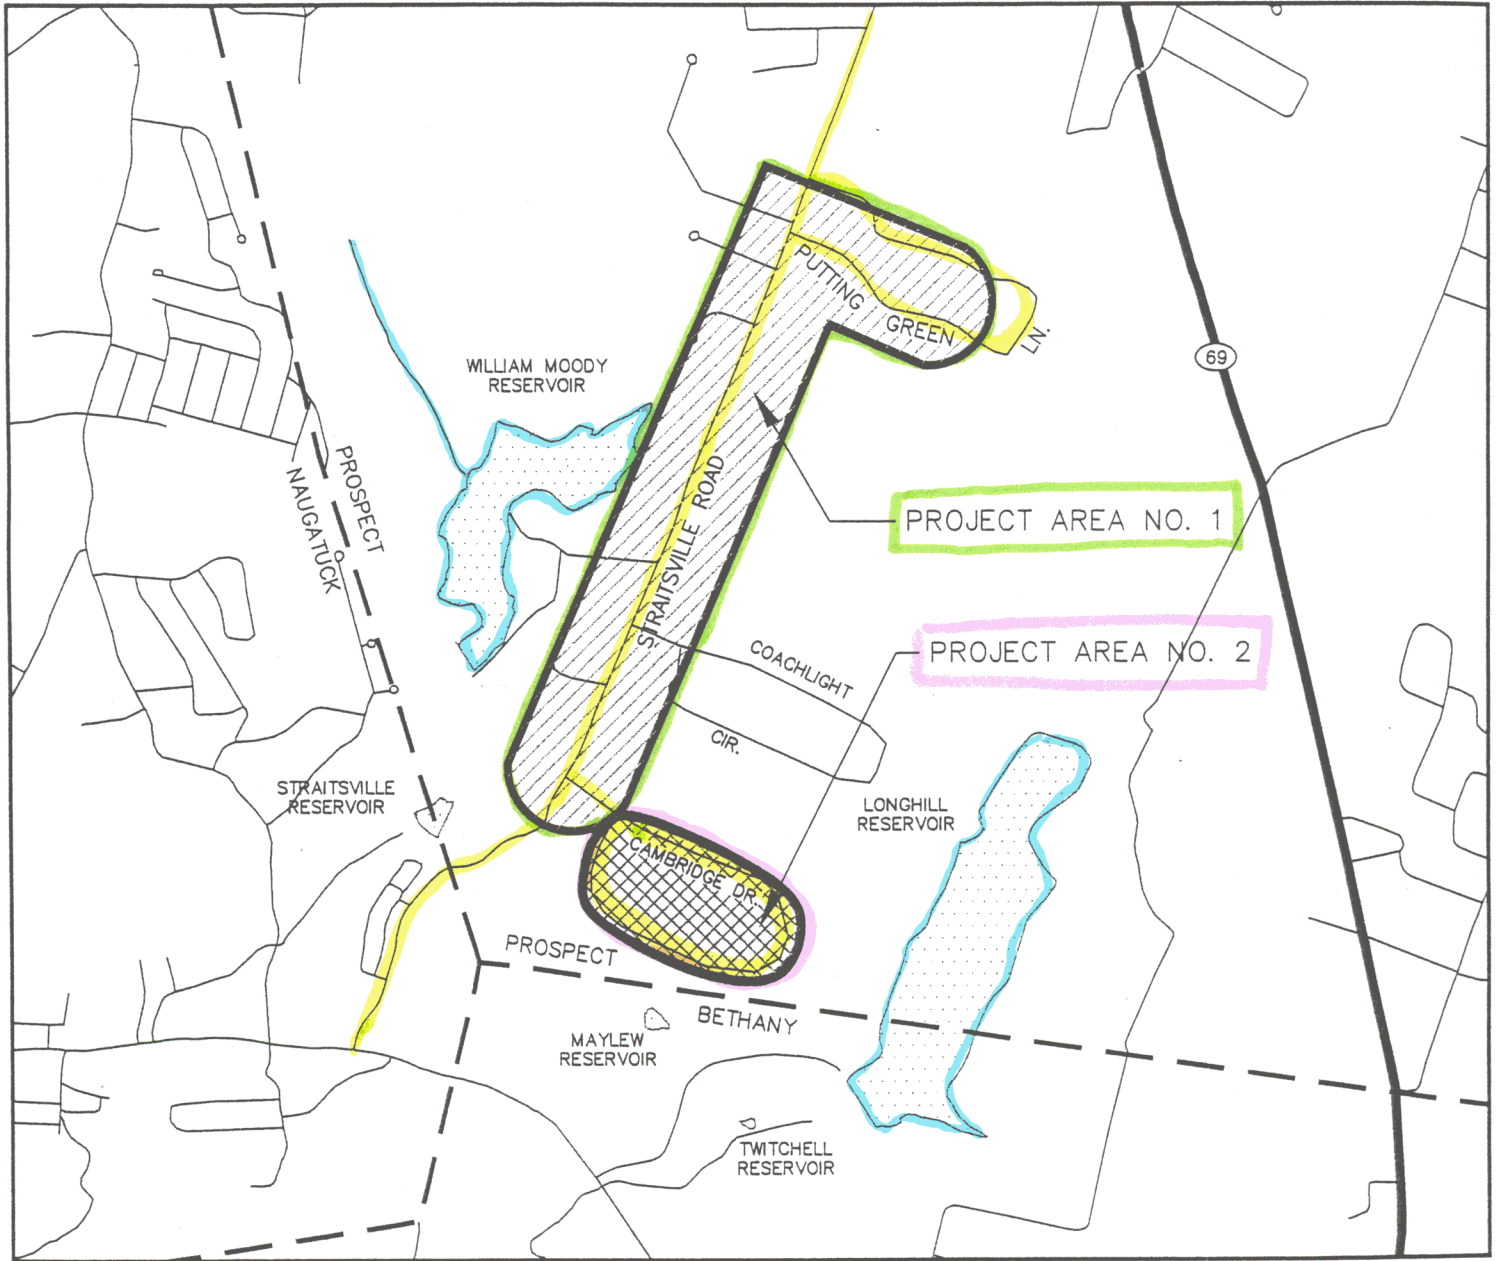 PUTTING
GREEN
LN.
69
WILLIAM MOODY
RESERVOIR
PROSPECT
NAUGATUCK
STRAITSVILLE ROAD
PROJECT AREA NO. 1
PROJECT AREA NO. 2
COACHLIGHT
CIR.
STRAITSVILLE
RESERVOIR
LONGHILL
RESERVOIR
CAMBRIDGE DR.
PROSPECT
BETHANY
MAYLEW
RESERVOIR
TWITCHELL
RESERVOIR